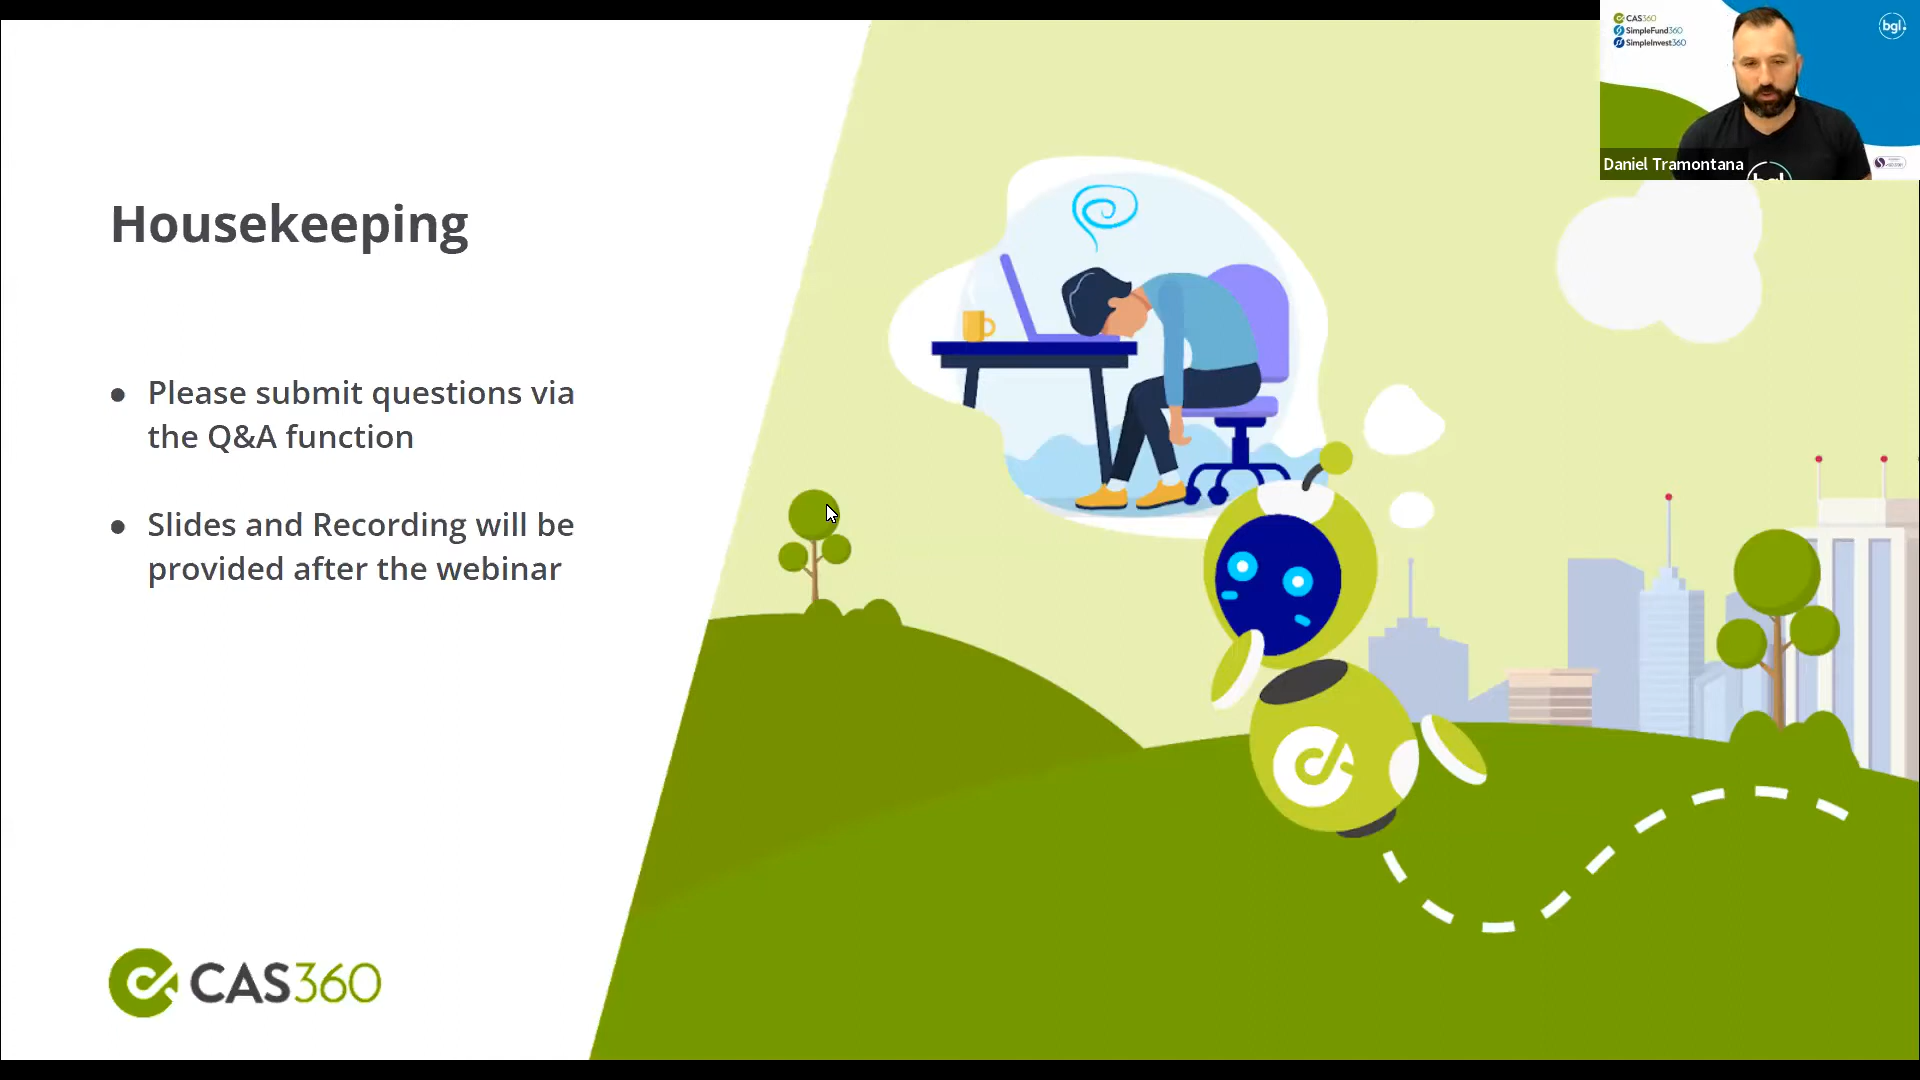 CAS360
SimpleFund360
SimpleInvest360
bgl.
Daniel Tramontana
bgl
Housekeeping
● Please submit questions via
the Q&A function
● Slides and Recording will be
provided after the webinar
CAS360